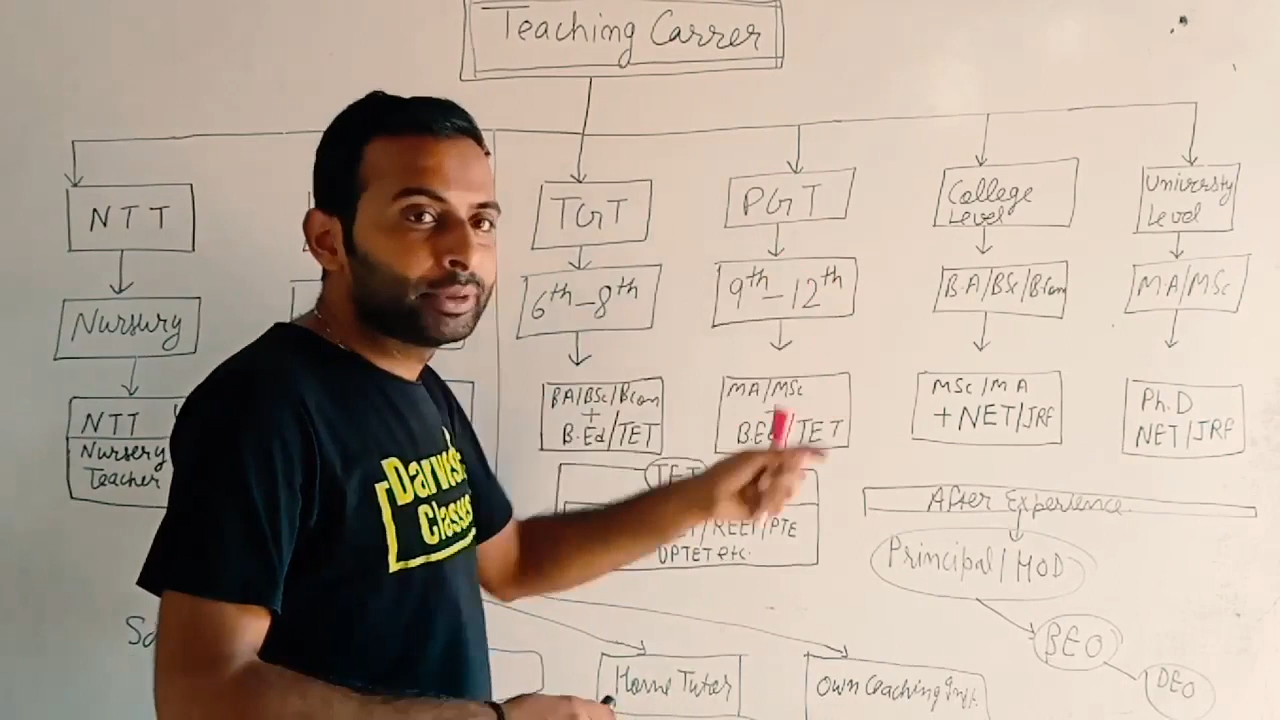 Teaching Carrer
NTT
TGT
PGT
College
Level
University
Level
Nursury
6th-8th
9th-12th
B.A/BSc/Bcom
MA/MSc
NTT
Nursery
Teacher
BA/BSc/Bcom
+
B.Ed/TET
MA/MSc
B.Ed/TET
MSc/MA
+NET/JRF
Ph.D
NET/JRF
TET
/REET/PTE
UPTET etc.
After Experience
Principal/HOD
BEO
DEO
Home Tutor
Own Coaching Inst.
Classes